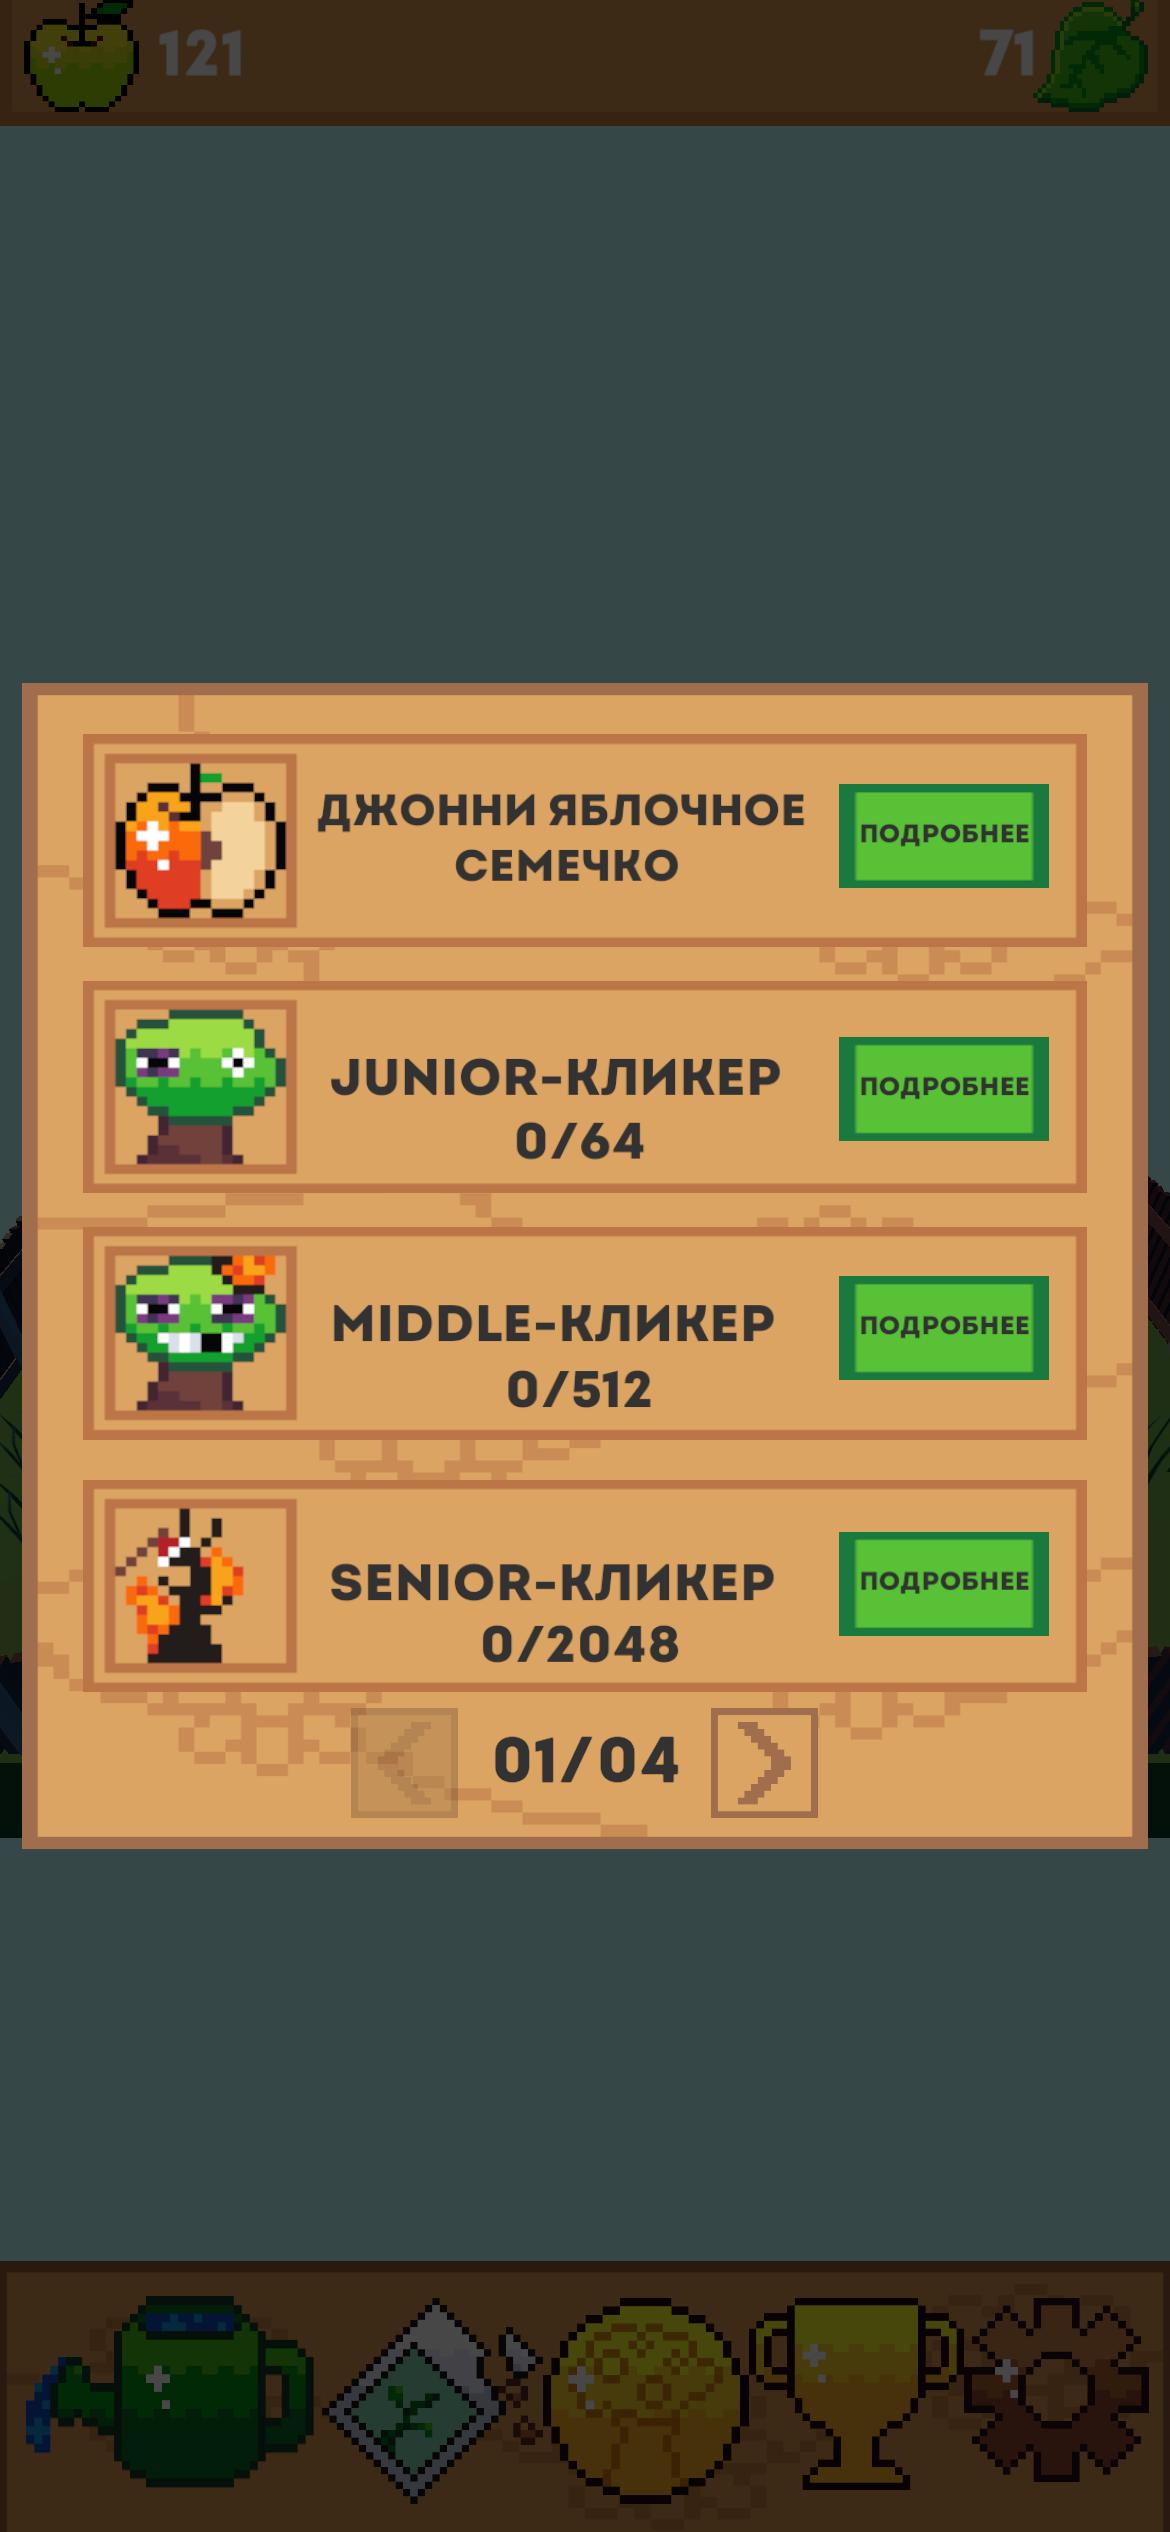 121
71
ДЖОННИ ЯБЛОЧНОЕ
СЕМЕЧКО
ПОДРОБНЕЕ
JUNIOR-КЛИКЕР
0/64
ПОДРОБНЕЕ
MIDDLE-КЛИКЕР
0/512
ПОДРОБНЕЕ
SENIOR-КЛИКЕР
0/2048
ПОДРОБНЕЕ
01/04